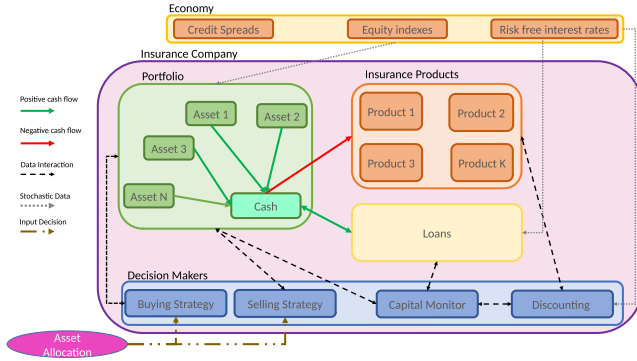 Economy
Credit Spreads
Equity indexes
Risk free interest rates
Insurance Company
Portfolio
Insurance Products
Asset 1
Asset 2
Asset 3
Asset N
Cash
Product 1
Product 2
Product 3
Product K
Loans
Positive cash flow
Negative cash flow
Data Interaction
Stochastic Data
Input Decision
Decision Makers
Buying Strategy
Selling Strategy
Capital Monitor
Discounting
Asset
Allocation